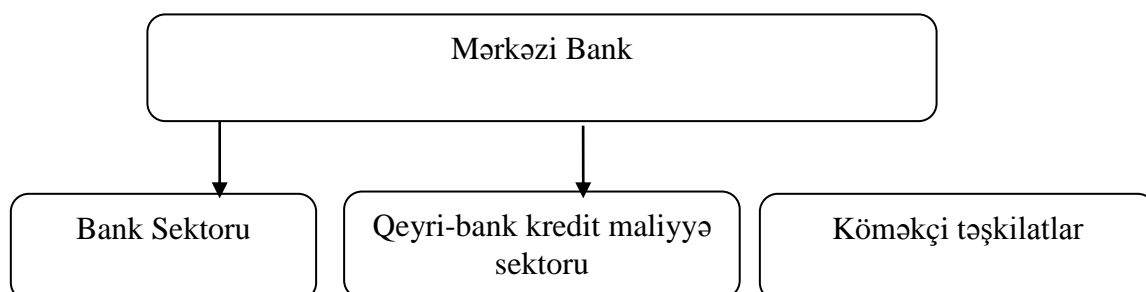 Mərkəzi Bank
Bank Sektoru
Qeyri-bank kredit maliyyə
sektoru
Köməkçi təşkilatlar